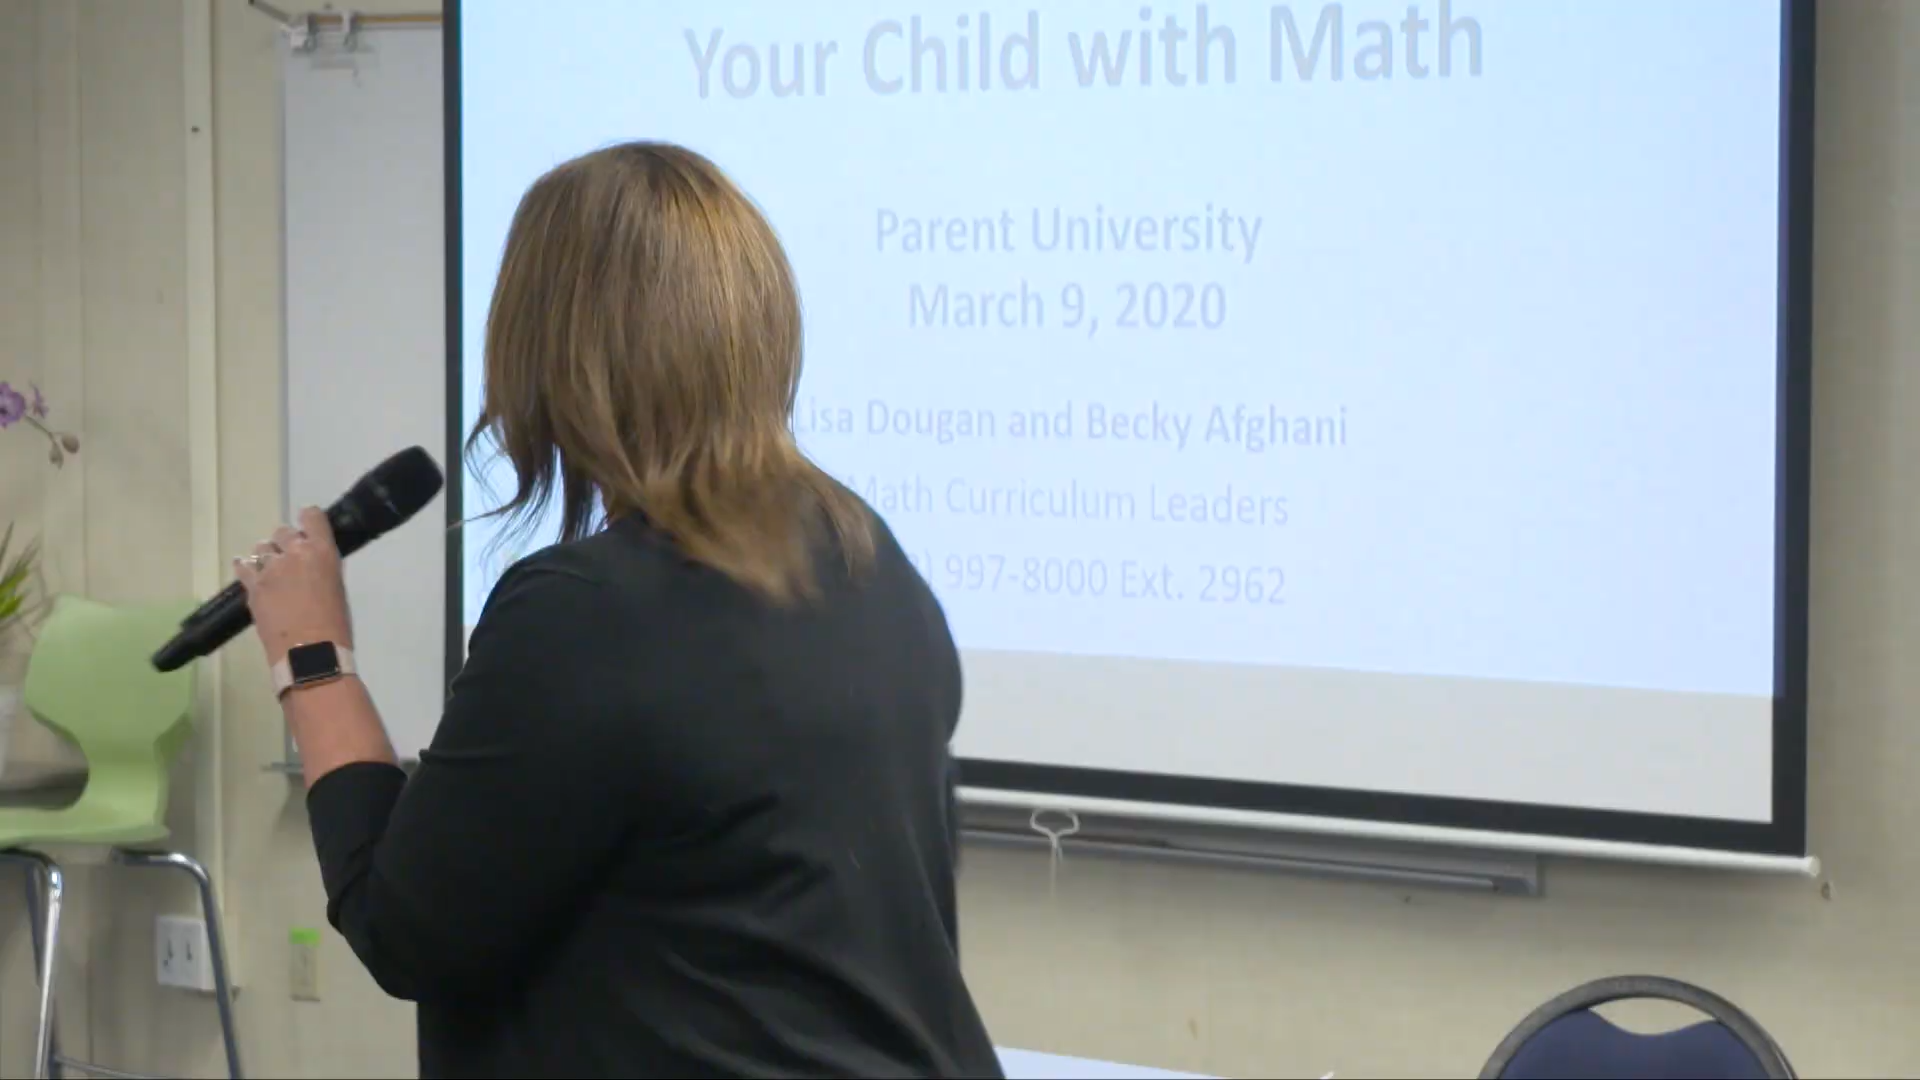 Your Child with Math
Parent University
March 9, 2020
Lisa Dougan and Becky Afghani
Math Curriculum Leaders
) 997-8000 Ext. 2962